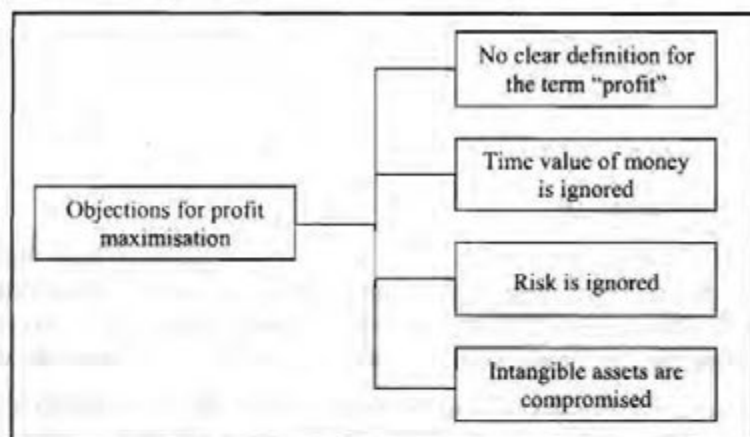 No clear definition for
the term “profit”
Time value of money
is ignored
Objections for profit
maximisation
Risk is ignored
Intangible assets are
compromised